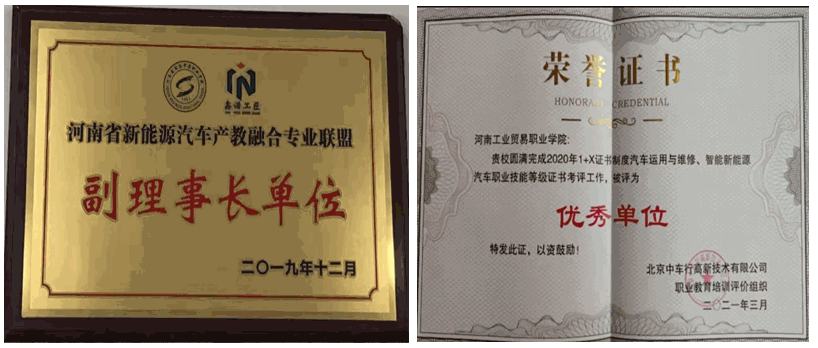 鑫诺工匠
河南省新能源汽车产教融合专业联盟
副理事长单位
二〇一九年十二月
荣誉证书
HONORARY CREDENTIAL
河南工业贸易职业学院:
贵校圆满完成2020年1+X证书制度汽车运用与维修、智能新能源
汽车职业技能等级证书考评工作,被评为
优秀单位
特发此证,以资鼓励!
北京中车行高新技术有限公司
职业教育培训评价组织
二〇二一年三月